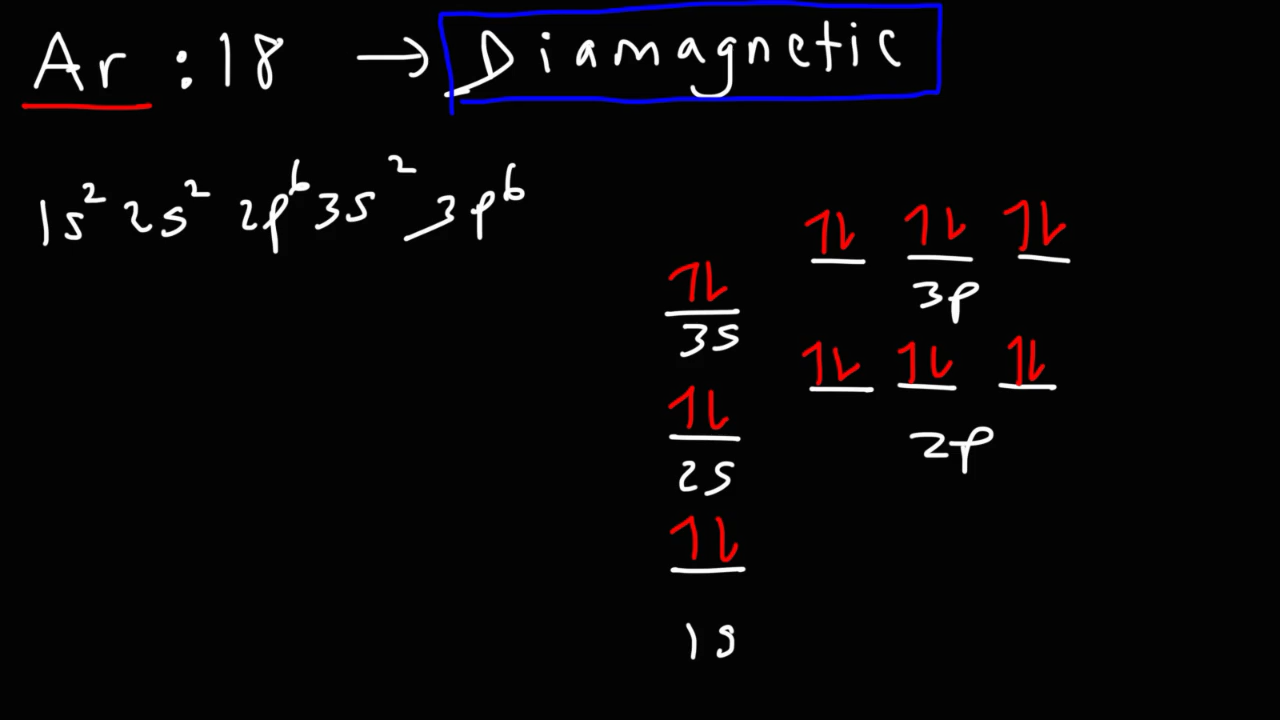 Ar : 18 → Diamagnetic
1s² 2s² 2p⁶ 3s² 3p⁶
↿⇂ ↿⇂ ↿⇂
3p
↿⇂
3s
↿⇂ ↿⇂ ↿⇂
2p
↿⇂
2s
↿⇂
1s